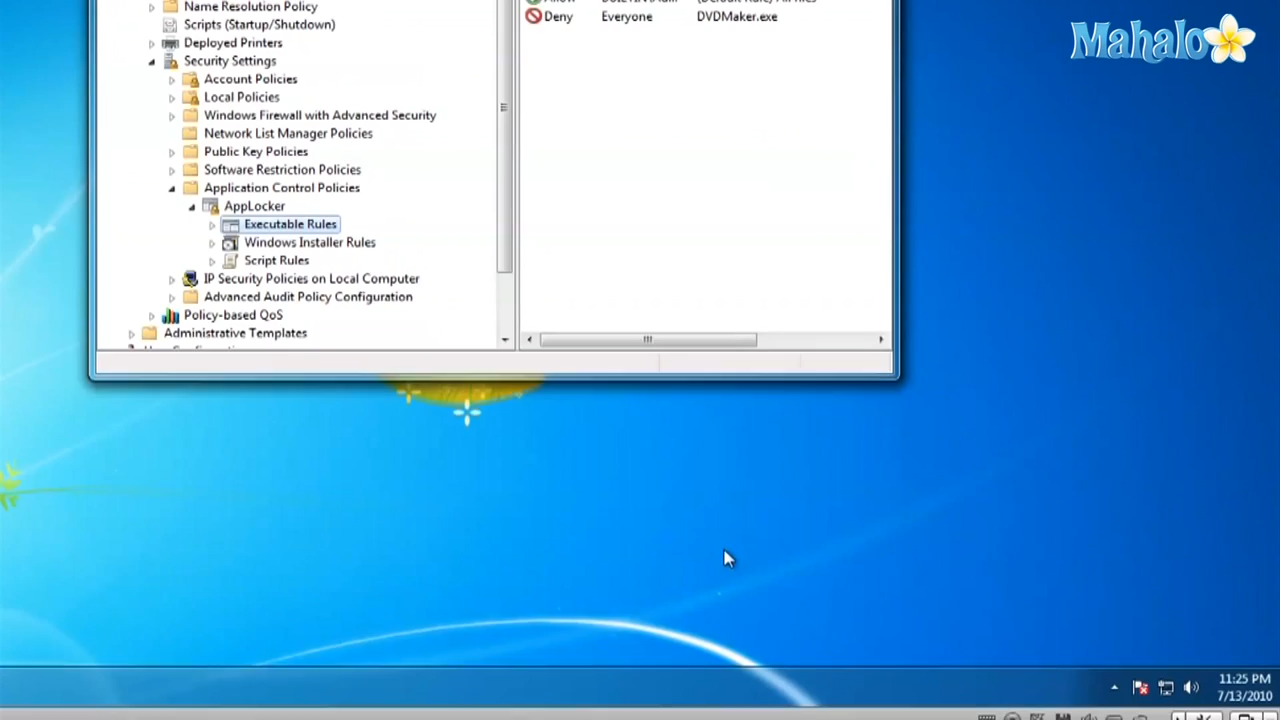 Name Resolution Policy
Scripts (Startup/Shutdown)
Deployed Printers
Security Settings
Account Policies
Local Policies
Windows Firewall with Advanced Security
Network List Manager Policies
Public Key Policies
Software Restriction Policies
Application Control Policies
AppLocker
Executable Rules
Windows Installer Rules
Script Rules
IP Security Policies on Local Computer
Advanced Audit Policy Configuration
Policy-based QoS
Administrative Templates
Deny Everyone DVDMaker.exe
Mahalo
11:25 PM
7/13/2010